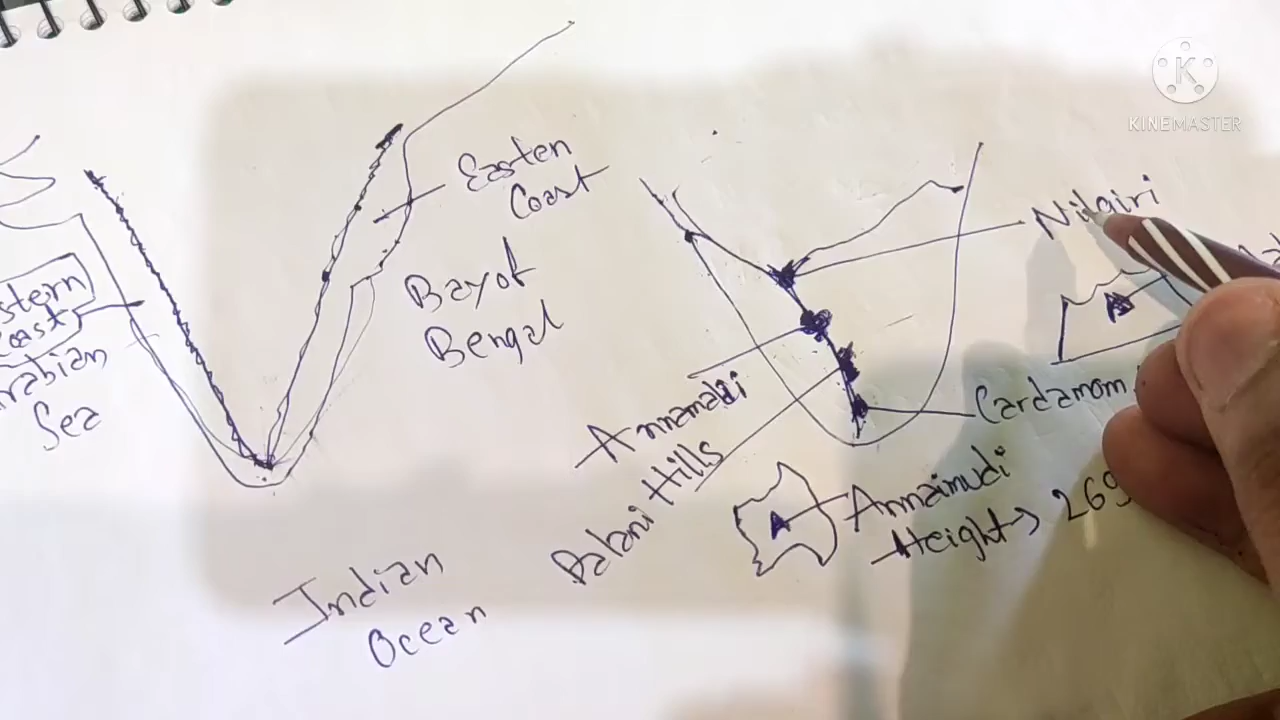 Easten
Coast
Bay of
Bengal
stern
Coast
rabian
Sea
Indian
Ocean
Nilgiri
Annamalai
Palani Hills
Cardamom
Annaimudi
Height → 269
KINEMASTER